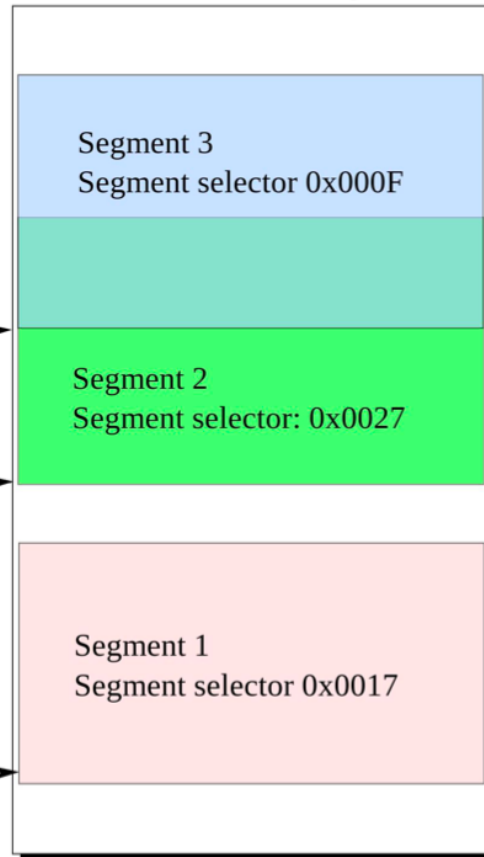 Segment 3
Segment selector 0x000F
Segment 2
Segment selector: 0x0027
Segment 1
Segment selector 0x0017